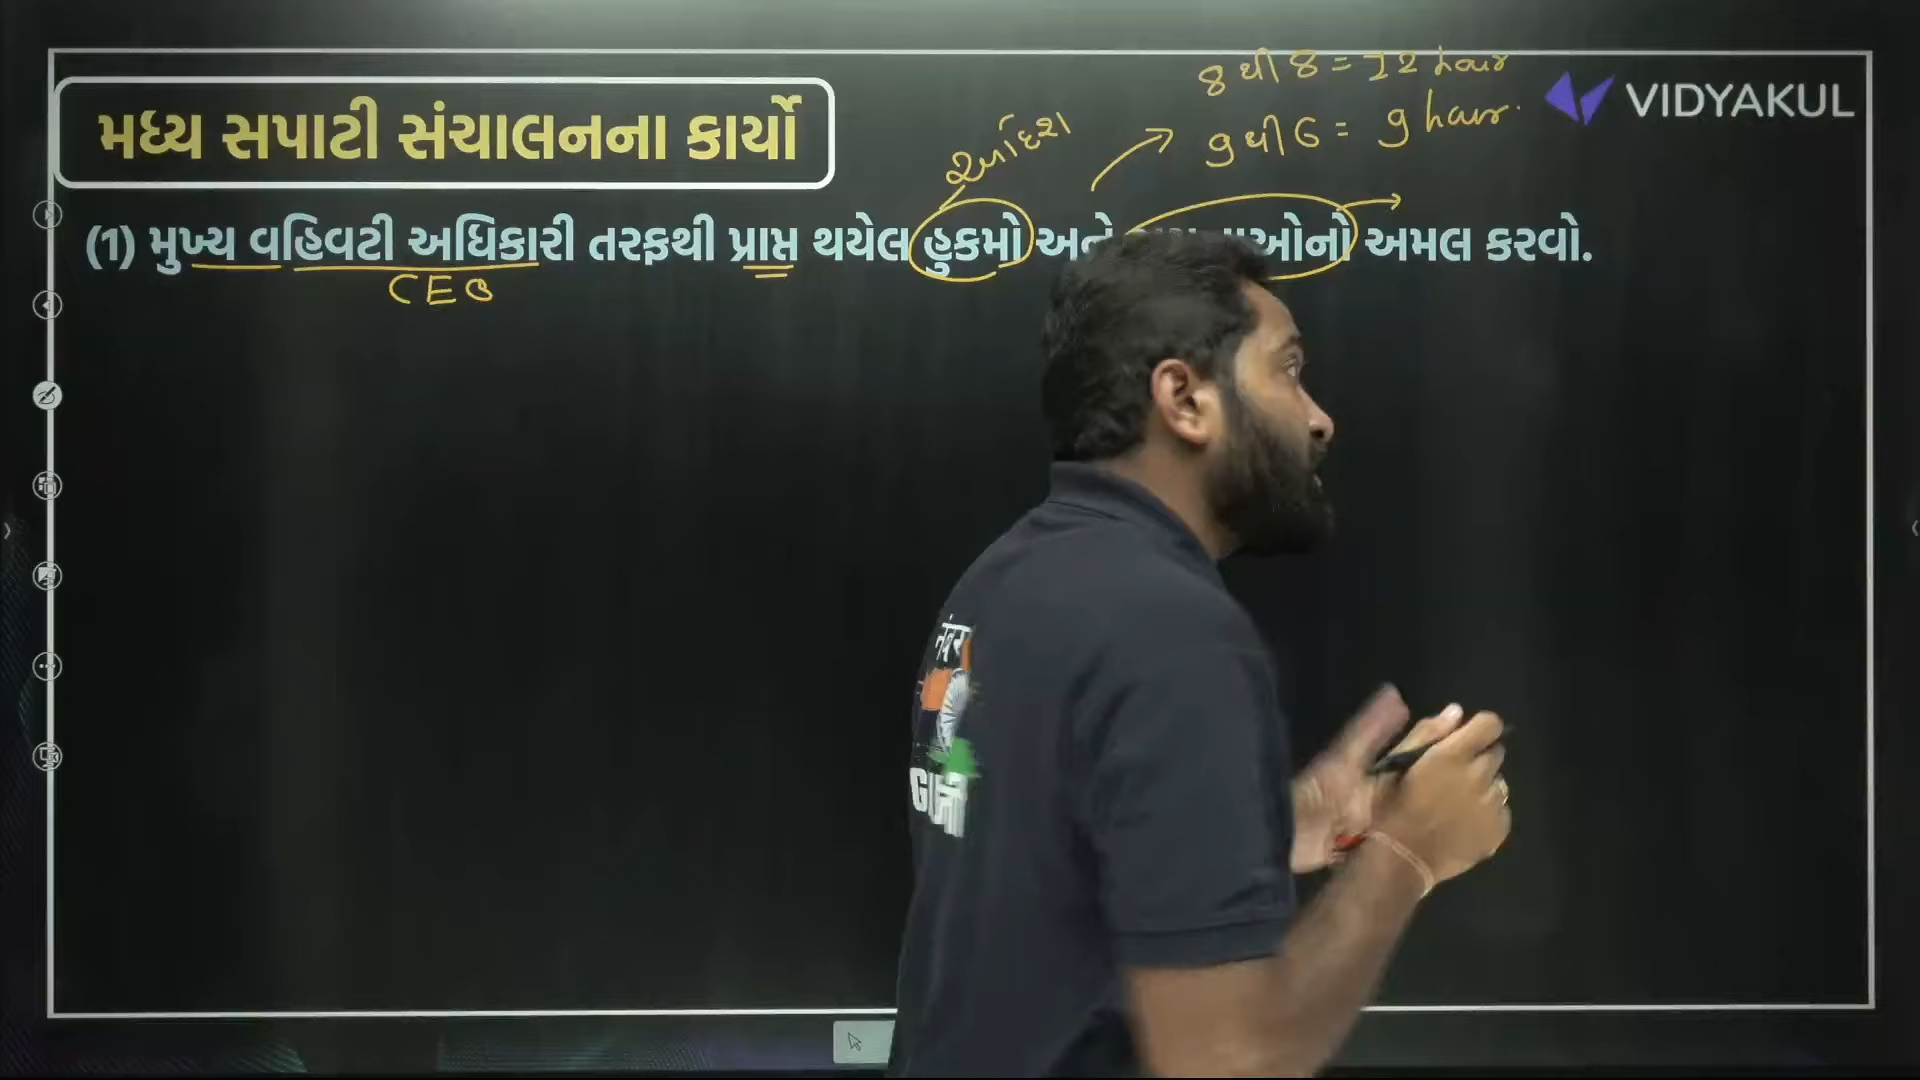 8 થી 8 = 12 hour
9 થી 6 = 9 hour.
VIDYAKUL
મધ્ય સપાટી સંચાલનના કાર્યો
(1) મુખ્ય વહિવટી અધિકારી તરફથી પ્રાપ્ત થયેલ હુકમો અને અમલ કરવો.
CEO